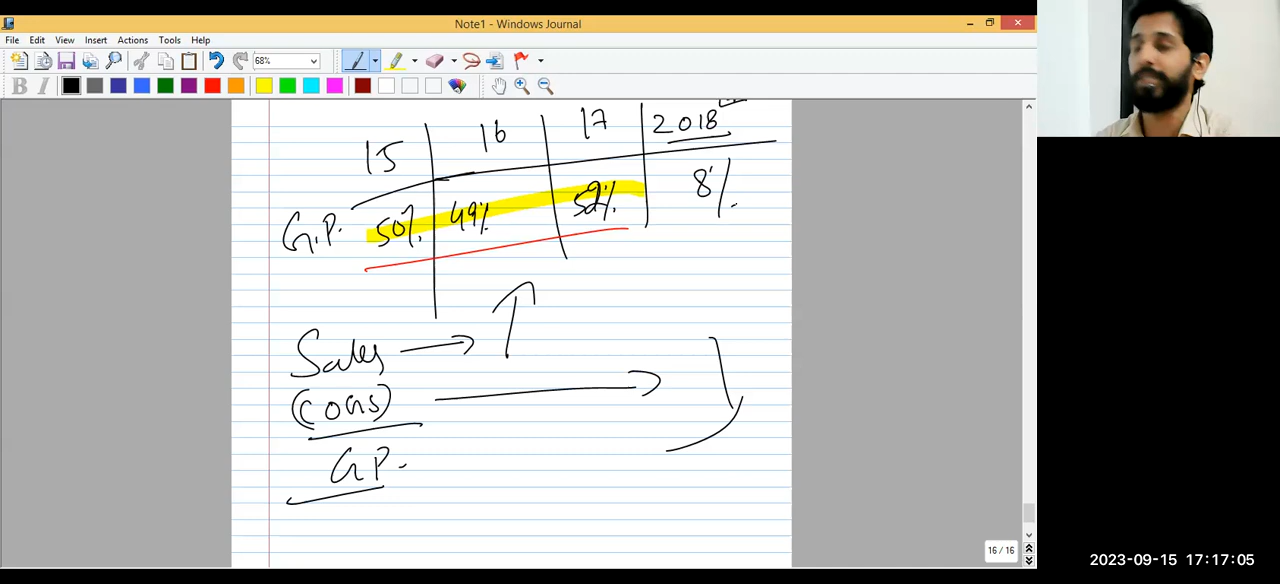 Note1 - Windows Journal
File Edit View Insert Actions Tools Help
68%
B I
15 16 17 2018
G.P. 50%. 49% 52%. 8%.
Sales
(COGS)
GP.
16 / 16
2023-09-15 17:17:05